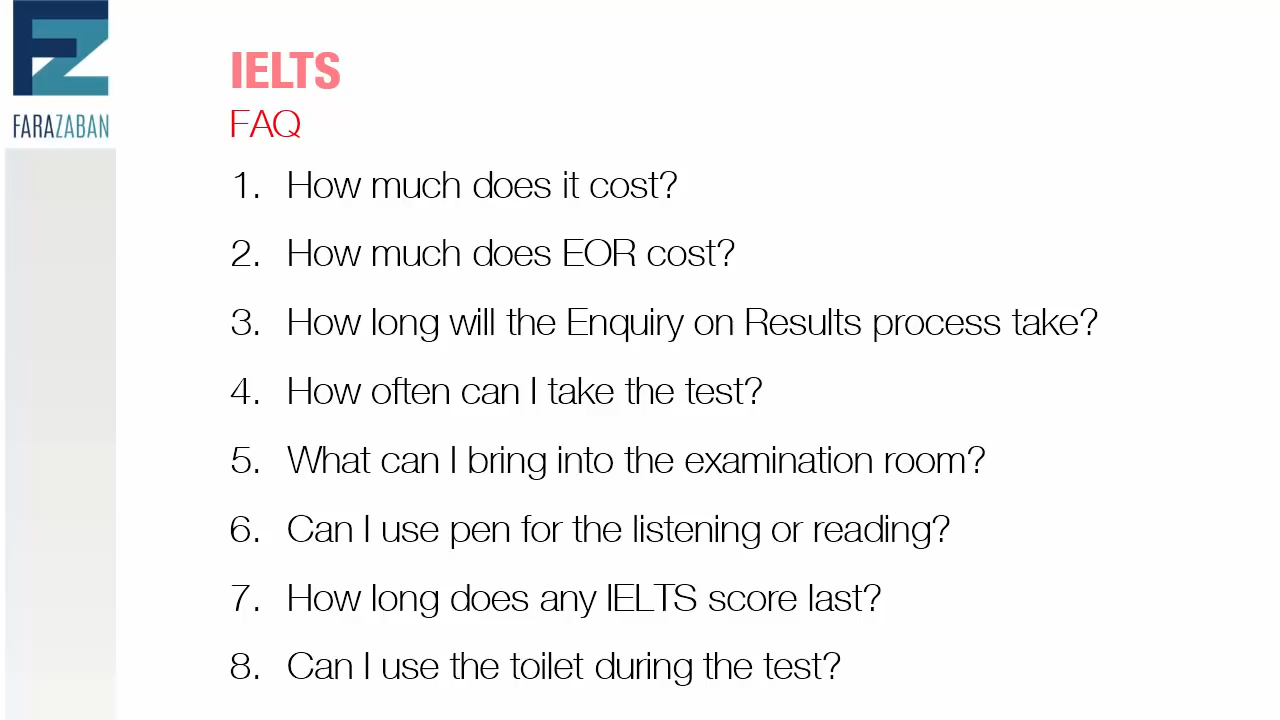 FARAZABAN
IELTS
FAQ
1. How much does it cost?
2. How much does EOR cost?
3. How long will the Enquiry on Results process take?
4. How often can I take the test?
5. What can I bring into the examination room?
6. Can I use pen for the listening or reading?
7. How long does any IELTS score last?
8. Can I use the toilet during the test?